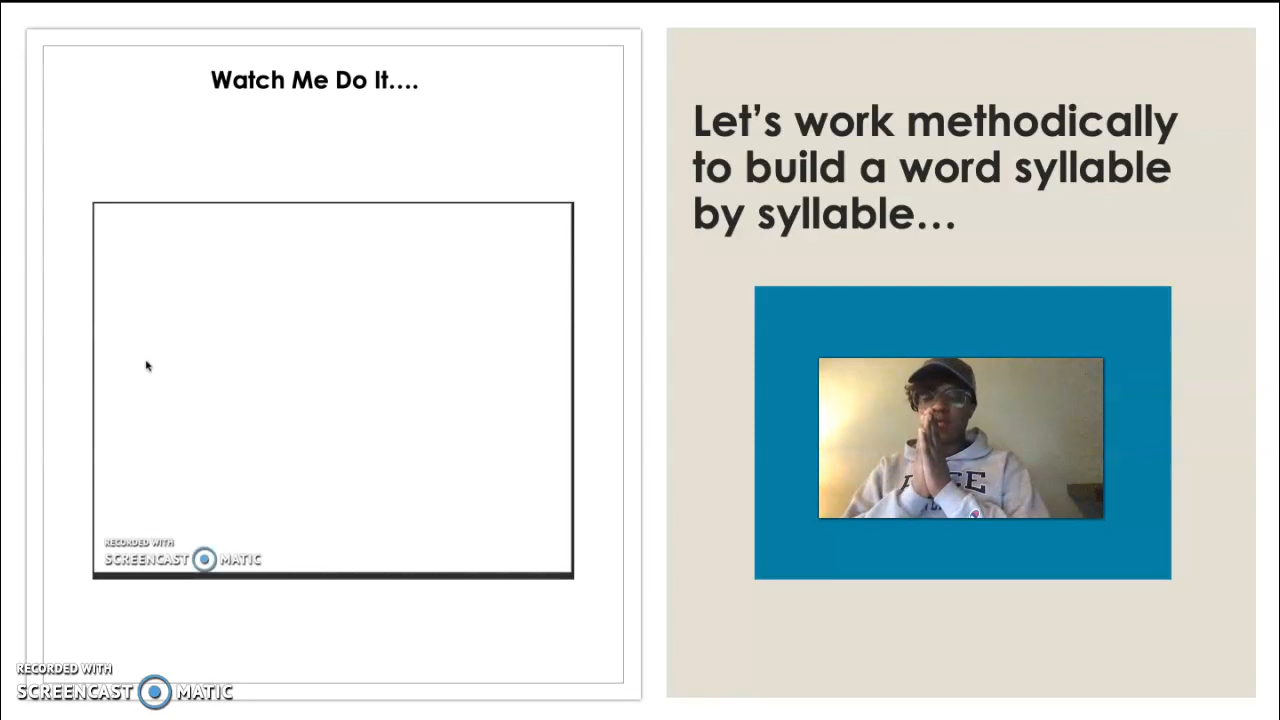 Watch Me Do It....
RECORDED WITH
SCREENCAST MATIC
RECORDED WITH
SCREENCAST MATIC
Let's work methodically
to build a word syllable
by syllable...